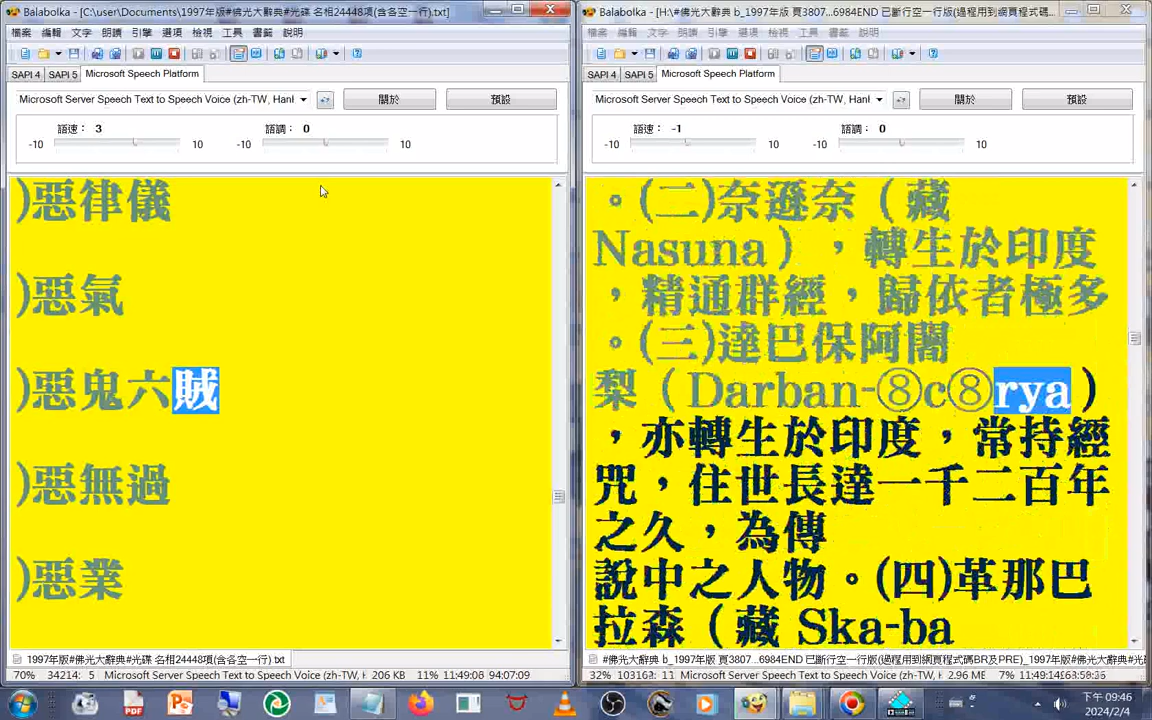 Balabolka - [C:\user\Documents\1997年版#佛光大辭典#光碟 名相24448項(含各空一行).txt]
檔案 編輯 文字 朗讀 引擎 選項 檢視 工具 書籤 說明
SAPI 4 SAPI 5 Microsoft Speech Platform
Microsoft Server Speech Text to Speech Voice (zh-TW, Hanl
關於 預設
語速： 3 語調： 0
-10 10 -10 10
)惡律儀
)惡氣
)惡鬼六賊
)惡無過
)惡業
1997年版#佛光大辭典#光碟 名相24448項(含各空一行).txt
70% 34214: 5 Microsoft Server Speech Text to Speech Voice (zh-TW, H 206 KB 11% 11:49:08 94:07:09
Balabolka - [H:\#佛光大辭典 b_1997年版 頁3807...6984END 已斷行空一行版(過程用到網頁程式碼...
檔案 編輯 文字 朗讀 引擎 選項 檢視 工具 書籤 說明
SAPI 4 SAPI 5 Microsoft Speech Platform
Microsoft Server Speech Text to Speech Voice (zh-TW, Hanl
關於 預設
語速： -1 語調： 0
-10 10 -10 10
。(二)奈遜奈（藏
Nasuna），轉生於印度
，精通群經，歸依者極多
。(三)達巴保阿闍
梨（Darban-⑧c⑧rya）
，亦轉生於印度，常持經
咒，住世長達一千二百年
之久，為傳
說中之人物。(四)革那巴
拉森（藏 Ska-ba
#佛光大辭典 b_1997年版 頁3807...6984END 已斷行空一行版(過程用到網頁程式碼BR及PRE)_1997年版#光
32% 103163: 11 Microsoft Server Speech Text to Speech Voice (zh-TW, H 2.96 MB 7%
下午 09:46
2024/2/4